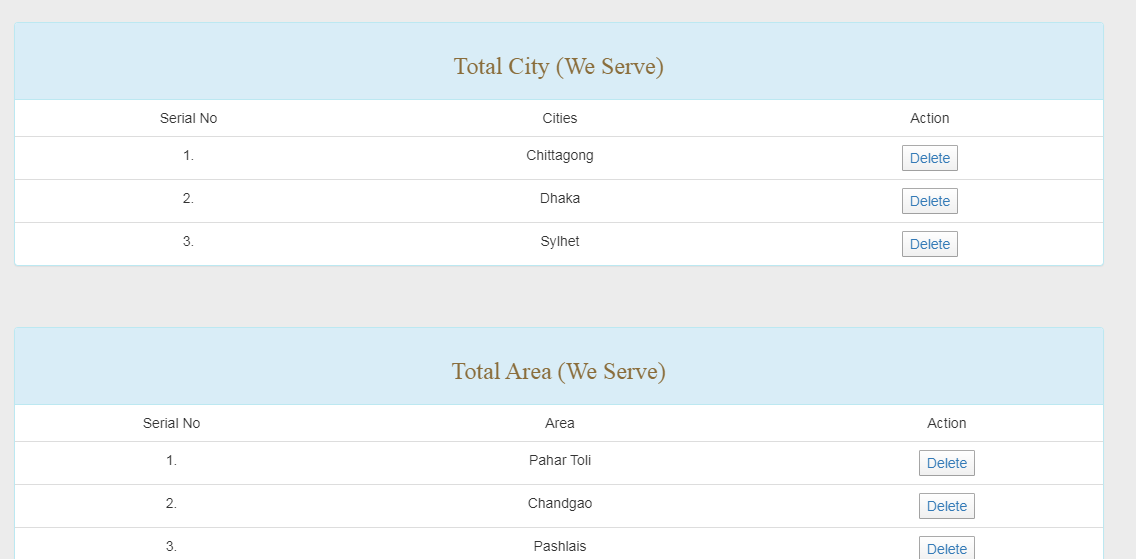 Total City (We Serve)
Serial No Cities Action
1. Chittagong Delete
2. Dhaka Delete
3. Sylhet Delete
Total Area (We Serve)
Serial No Area Action
1. Pahar Toli Delete
2. Chandgao Delete
3. Pashlais Delete